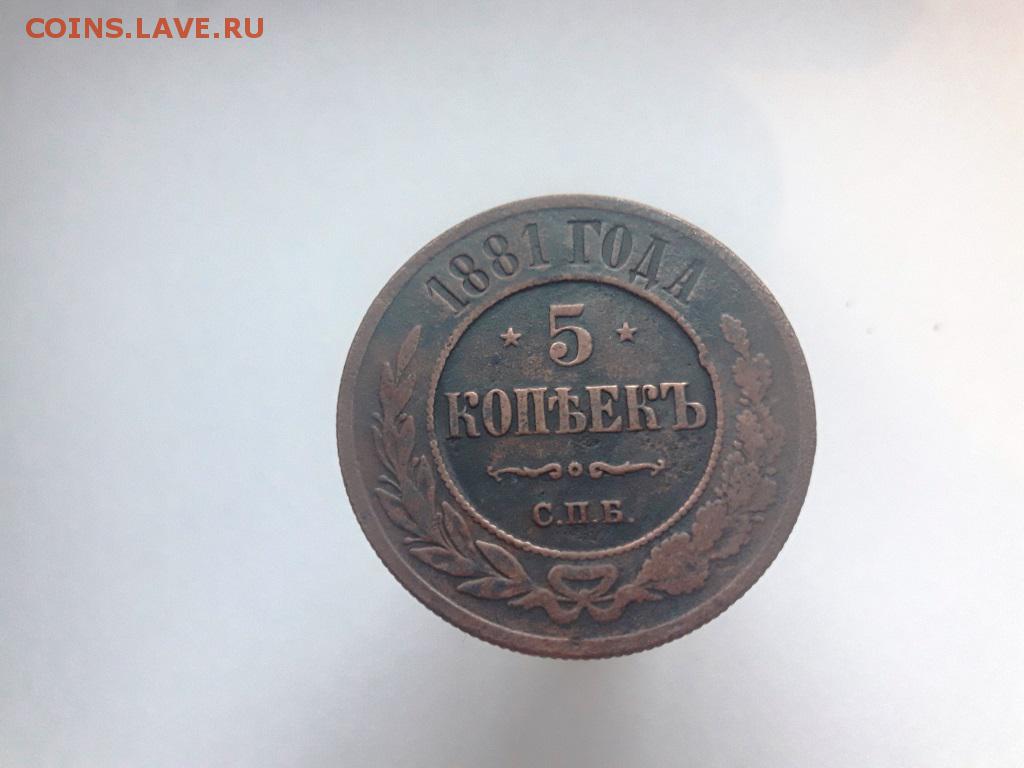 COINS.LAVE.RU
1881 ГОДА
5
КОПѢЕКЪ
С.П.Б.